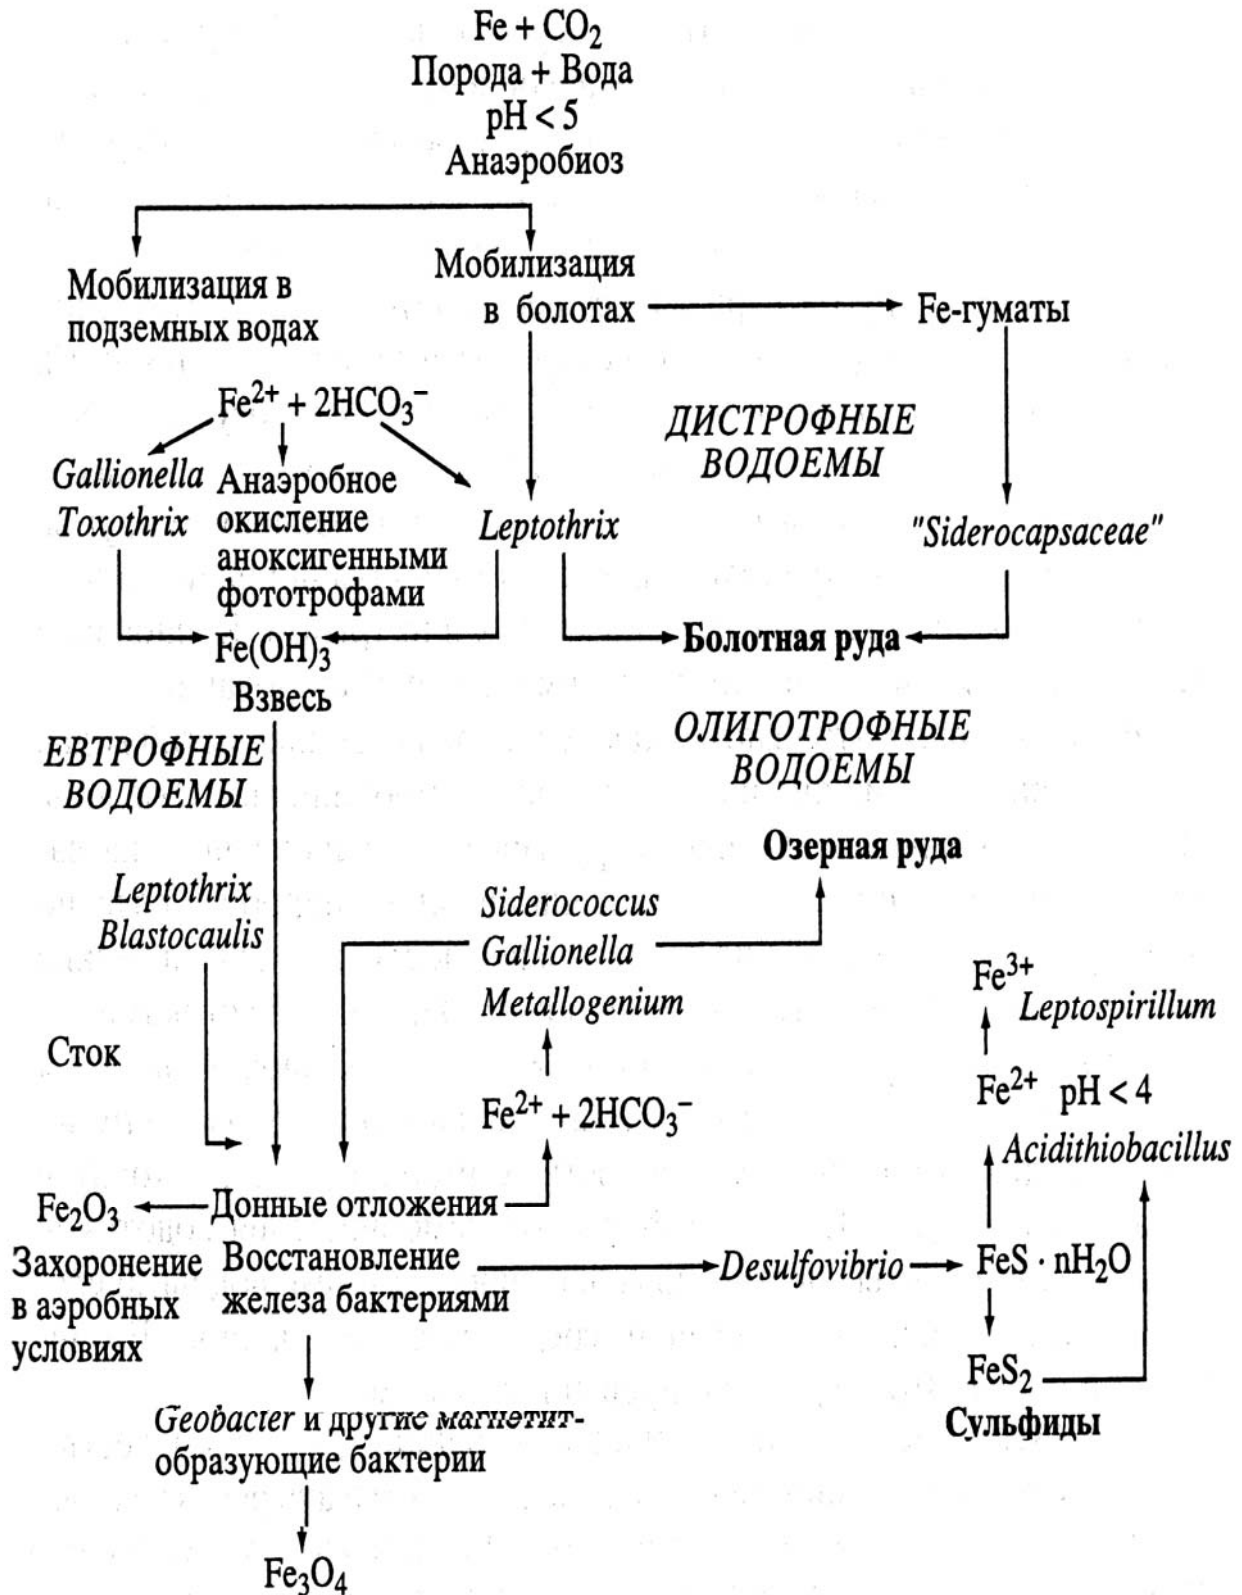 Fe + CO₂
Порода + Вода
pH < 5
Анаэробиоз
Мобилизация в
подземных водах
Мобилизация
в болотах
Fe-гуматы
Fe²⁺ + 2HCO₃⁻
ДИСТРОФНЫЕ
ВОДОЕМЫ
Gallionella
Toxothrix
Анаэробное
окисление
аноксигенными
фототрофами
Leptothrix
"Siderocapsaceae"
Fe(OH)₃
Взвесь
Болотная руда
ЕВТРОФНЫЕ
ВОДОЕМЫ
ОЛИГОТРОФНЫЕ
ВОДОЕМЫ
Озерная руда
Leptothrix
Blastocaulis
Siderococcus
Gallionella
Metallogenium
Fe³⁺
Leptospirillum
Сток
Fe²⁺ + 2HCO₃⁻
Fe²⁺ pH < 4
Acidithiobacillus
Fe₂O₃
Донные отложения
Захоронение
в аэробных
условиях
Восстановление
железа бактериями
Desulfovibrio
FeS · nH₂O
FeS₂
Сульфиды
Geobacter и другие магнетит-
образующие бактерии
Fe₃O₄